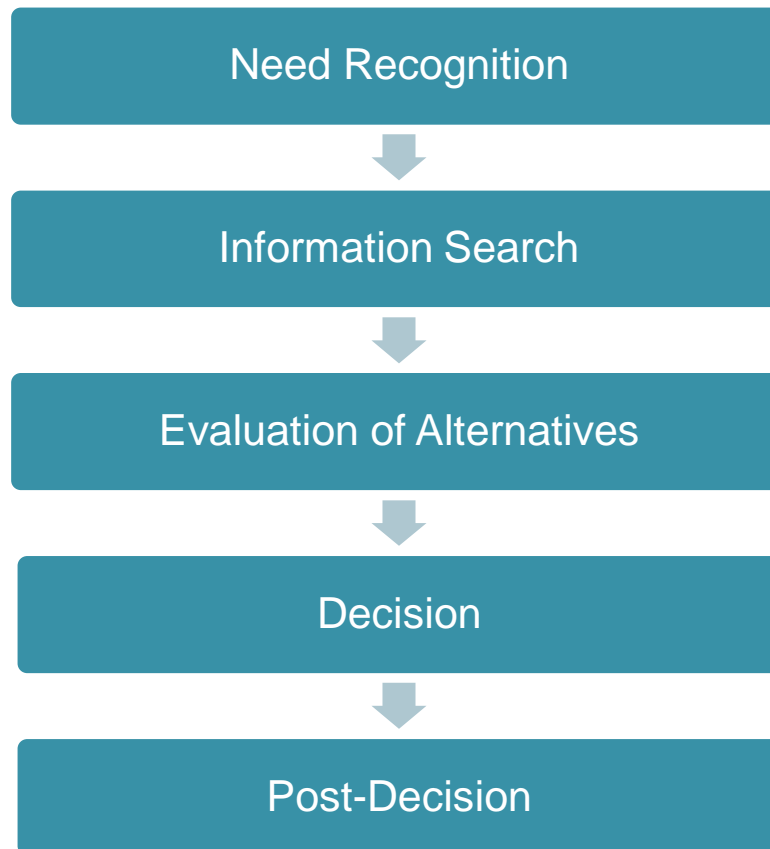 Need Recognition
Information Search
Evaluation of Alternatives
Decision
Post-Decision